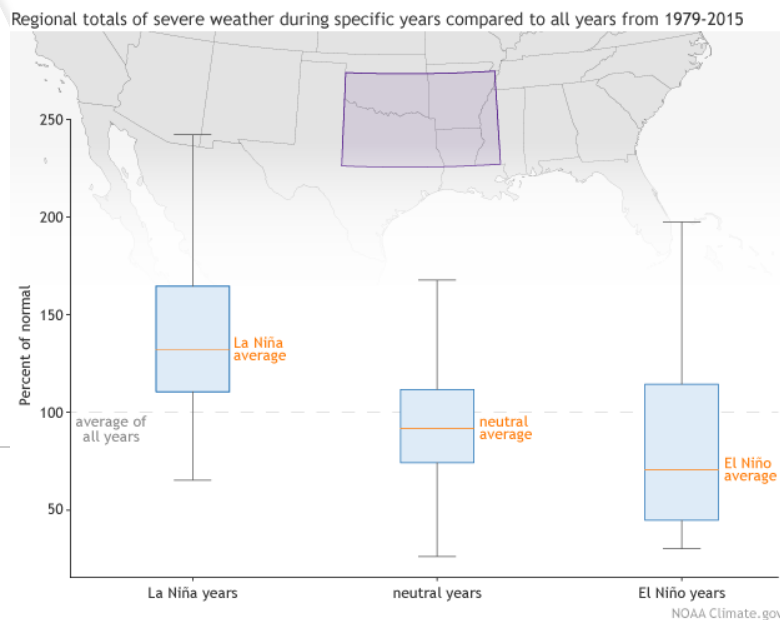 Regional totals of severe weather during specific years compared to all years from 1979-2015
250
200
150
100
50
Percent of normal
La Niña
average
average of
all years
neutral
average
El Niño
average
La Niña years
neutral years
El Niño years
NOAA Climate.gov